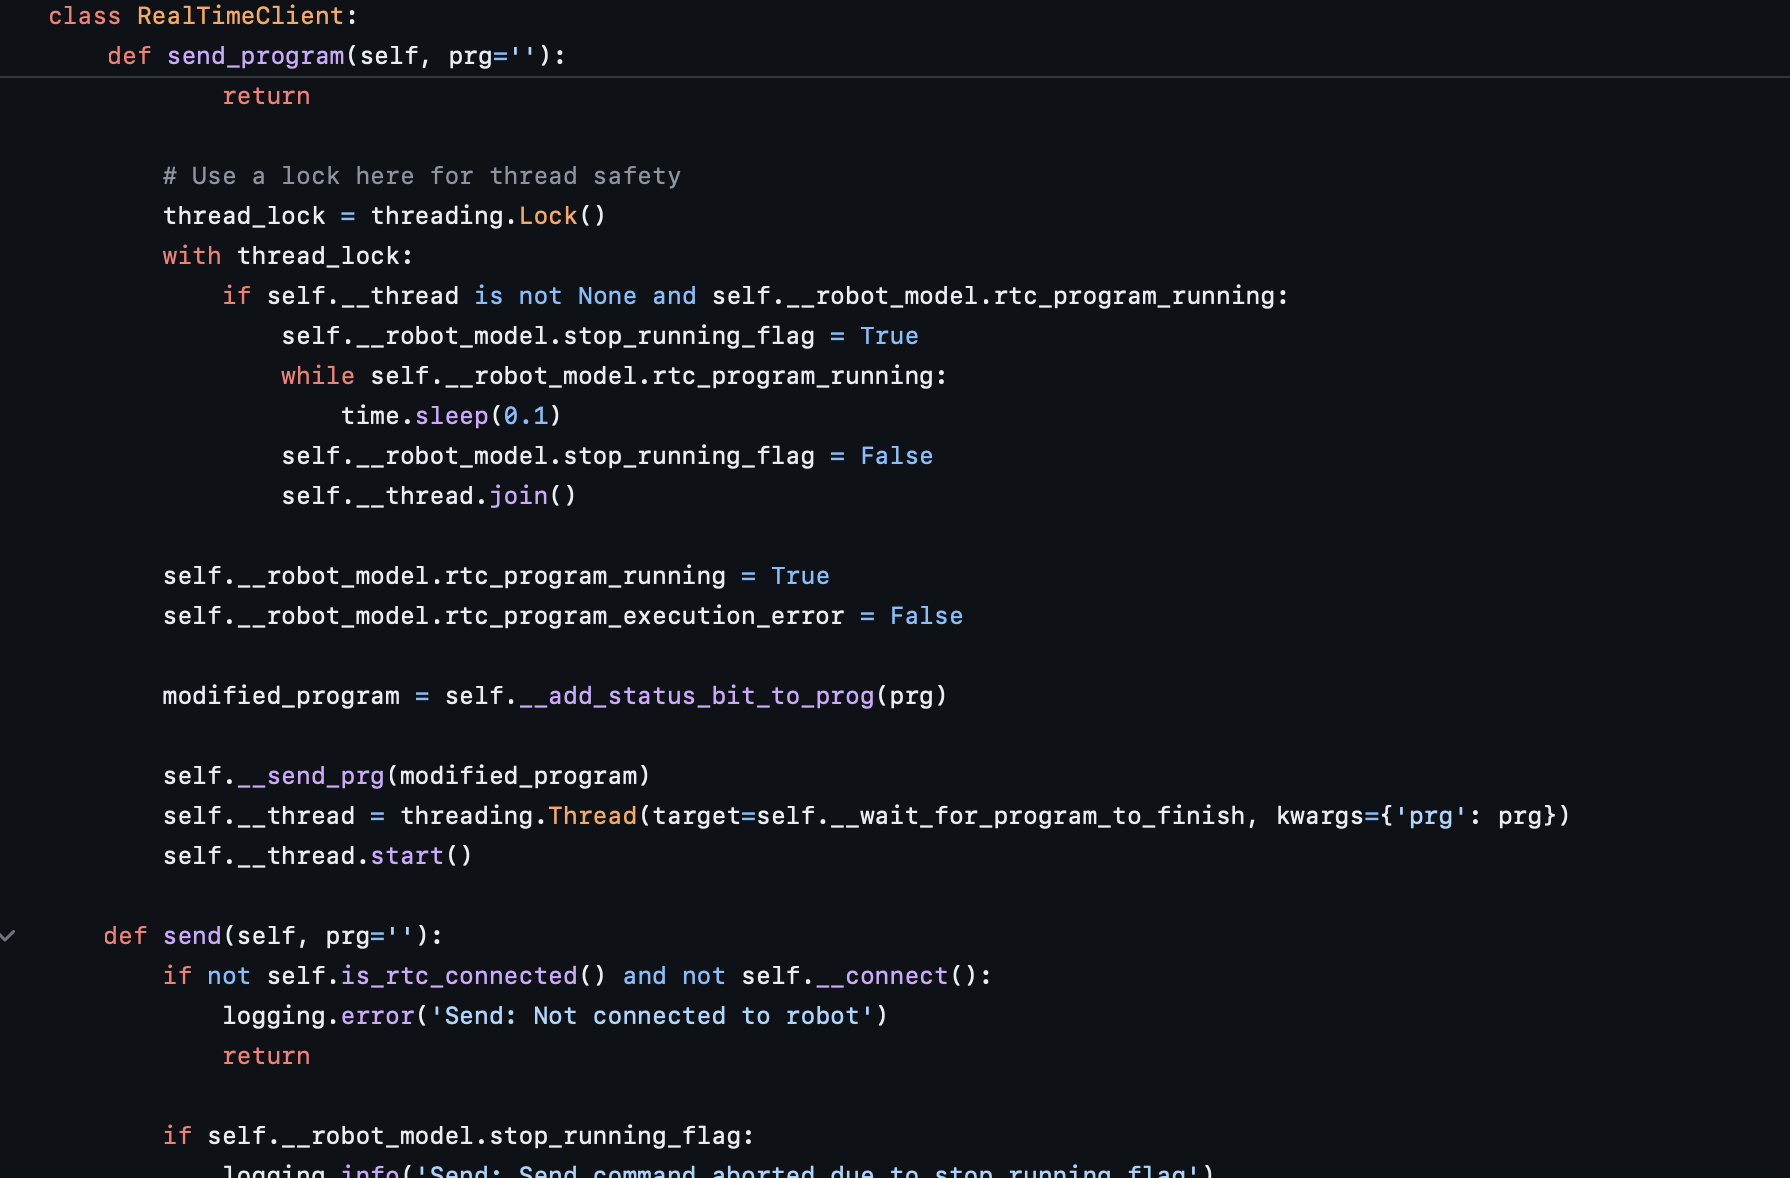 class RealTimeClient:
    def send_program(self, prg=''):
            return

        # Use a lock here for thread safety
        thread_lock = threading.Lock()
        with thread_lock:
            if self.__thread is not None and self.__robot_model.rtc_program_running:
                self.__robot_model.stop_running_flag = True
                while self.__robot_model.rtc_program_running:
                    time.sleep(0.1)
                self.__robot_model.stop_running_flag = False
                self.__thread.join()

        self.__robot_model.rtc_program_running = True
        self.__robot_model.rtc_program_execution_error = False

        modified_program = self.__add_status_bit_to_prog(prg)

        self.__send_prg(modified_program)
        self.__thread = threading.Thread(target=self.__wait_for_program_to_finish, kwargs={'prg': prg})
        self.__thread.start()

    def send(self, prg=''):
        if not self.is_rtc_connected() and not self.__connect():
            logging.error('Send: Not connected to robot')
            return

        if self.__robot_model.stop_running_flag:
            logging.info('Send: Send command aborted due to stop running flag')